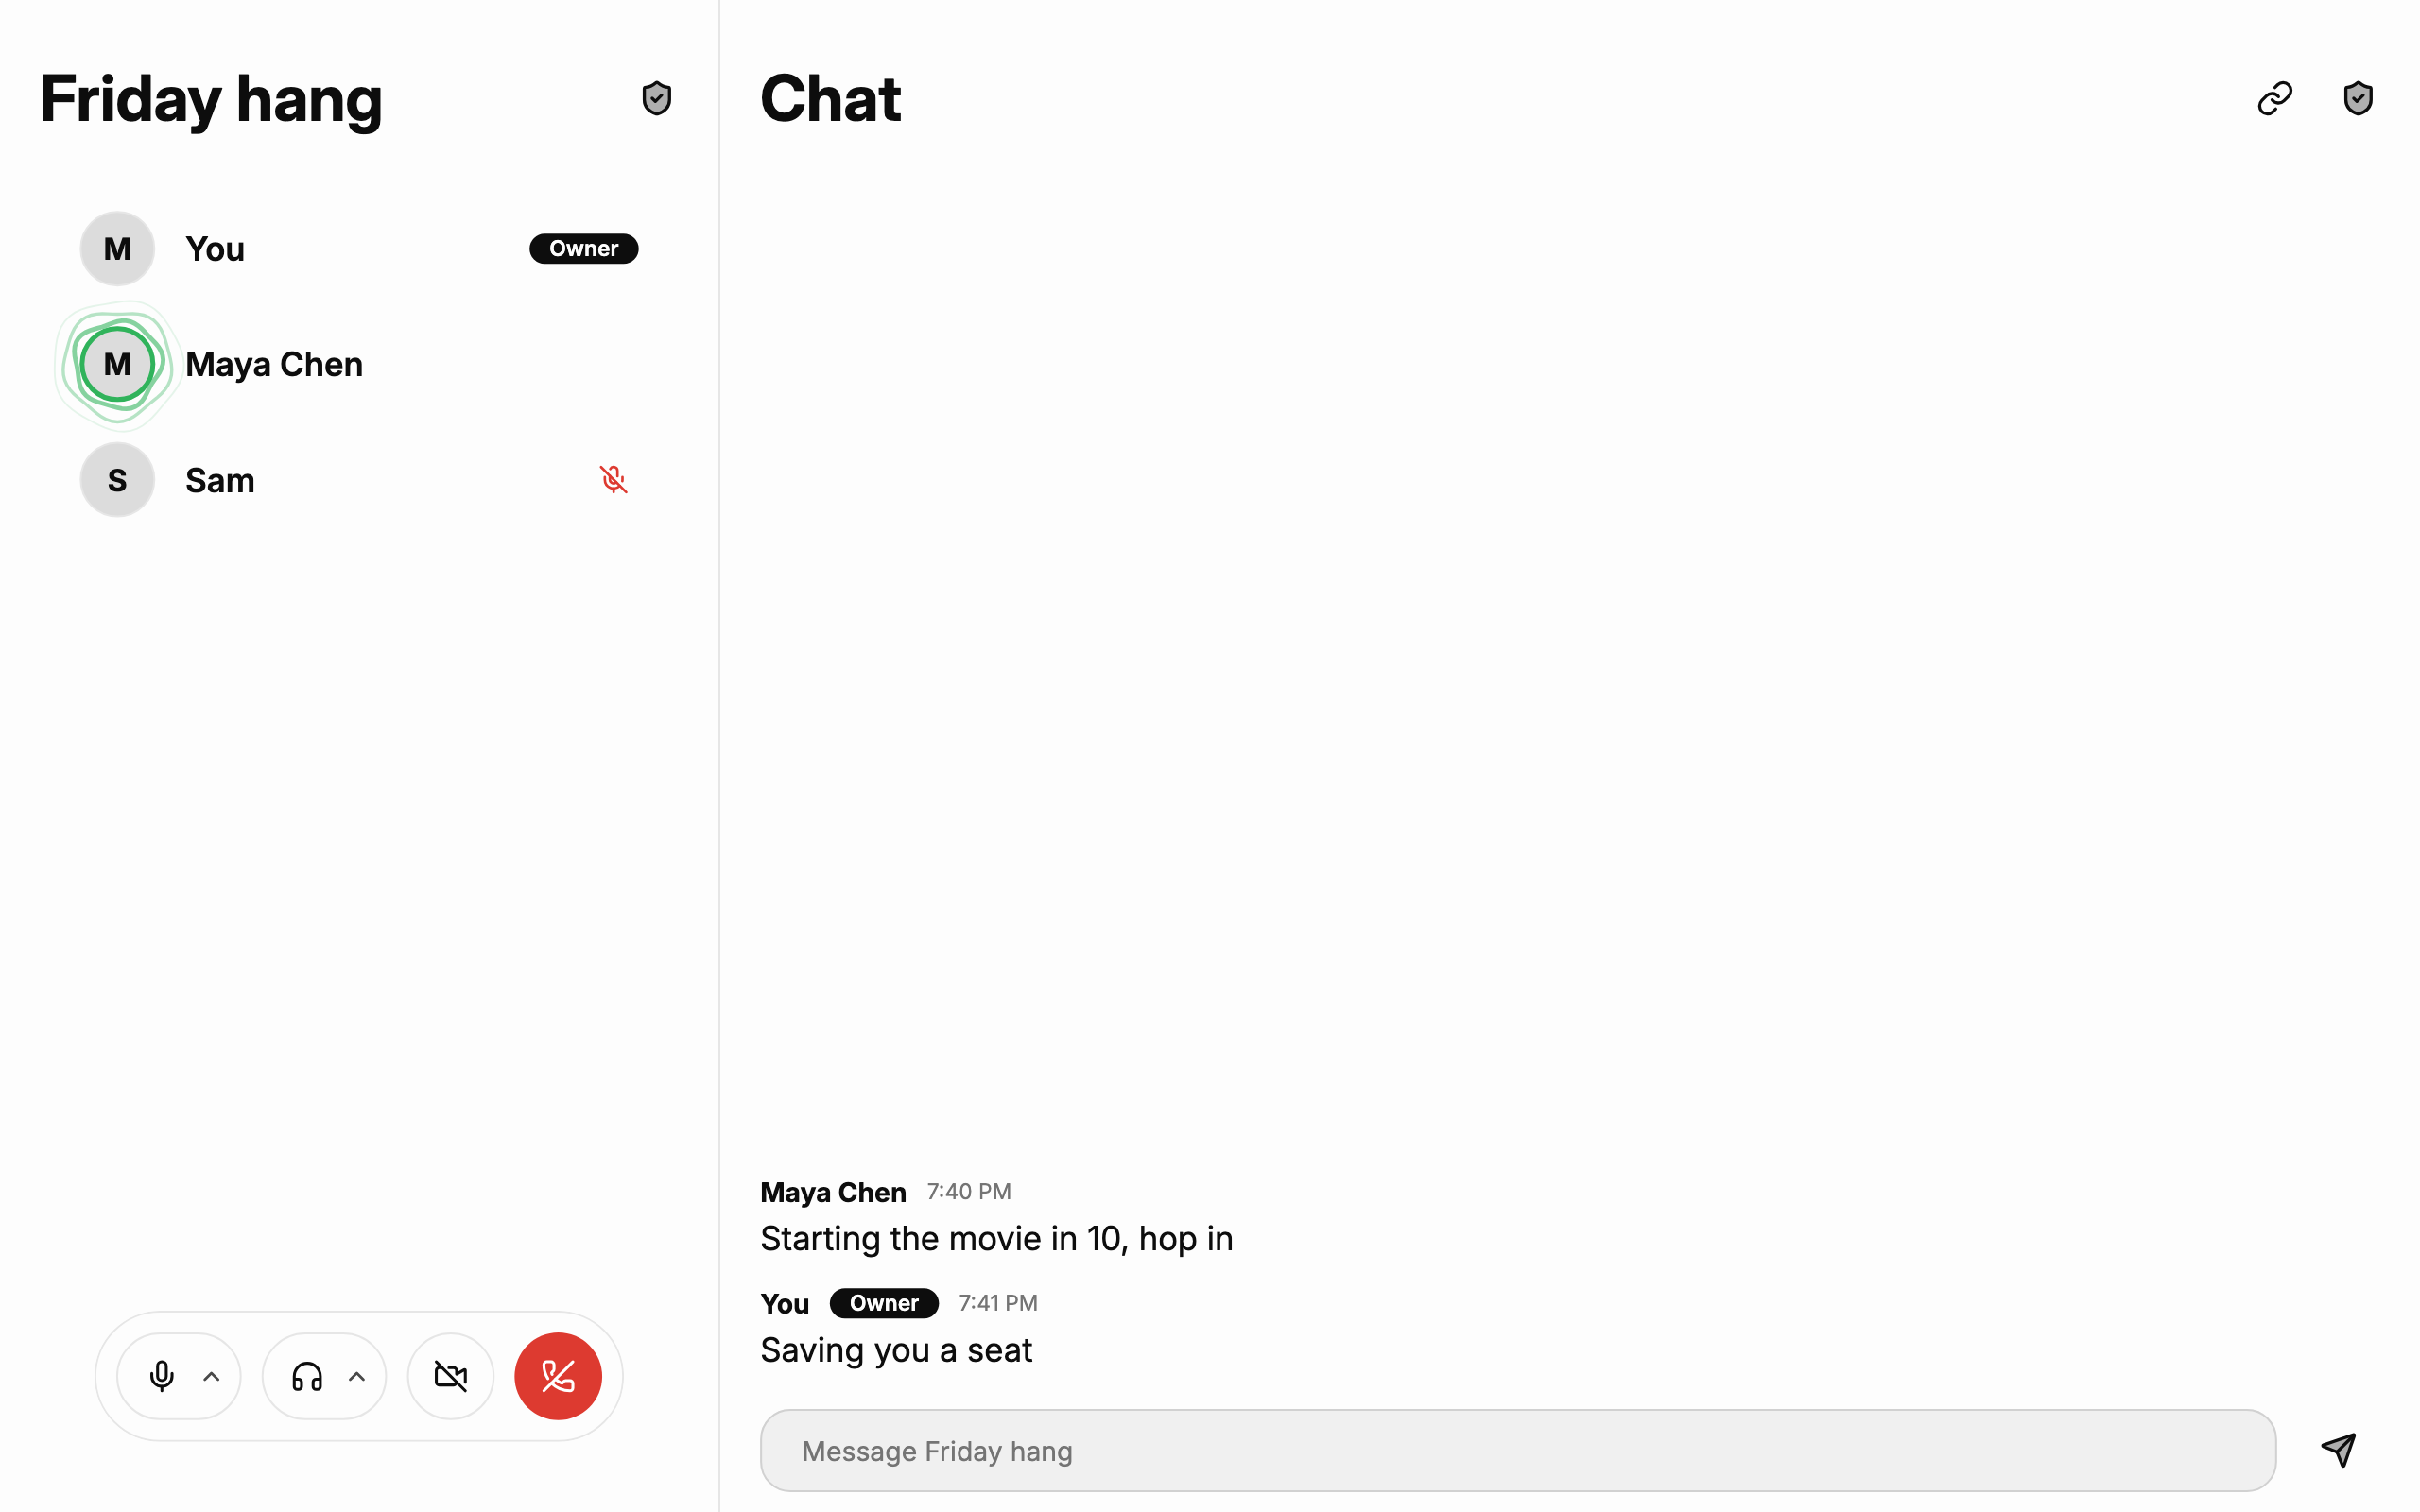 Friday hang
M
You
Owner
M
Maya Chen
S
Sam
Chat
Maya Chen 7:40 PM
Starting the movie in 10, hop in
You Owner 7:41 PM
Saving you a seat
Message Friday hang